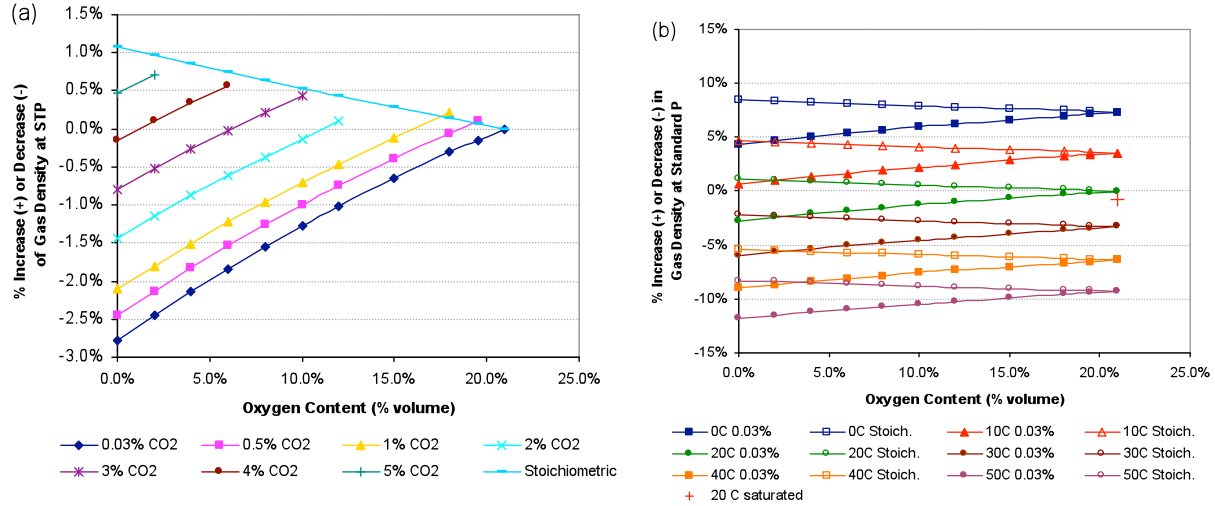 (a)
1.5%
1.0%
0.5%
0.0%
-0.5%
-1.0%
-1.5%
-2.0%
-2.5%
-3.0%
% Increase (+) or Decrease (-)
of Gas Density at STP
0.0% 5.0% 10.0% 15.0% 20.0% 25.0%
Oxygen Content (% volume)
0.03% CO2 0.5% CO2 1% CO2 2% CO2
3% CO2 4% CO2 5% CO2 Stoichiometric
(b)
15%
10%
5%
0%
-5%
-10%
-15%
% Increase (+) or Decrease (-) in
Gas Density at Standard P
0.0% 5.0% 10.0% 15.0% 20.0% 25.0%
Oxygen Content (% volume)
0C 0.03% 0C Stoich. 10C 0.03% 10C Stoich.
20C 0.03% 20C Stoich. 30C 0.03% 30C Stoich.
40C 0.03% 40C Stoich. 50C 0.03% 50C Stoich.
20 C saturated